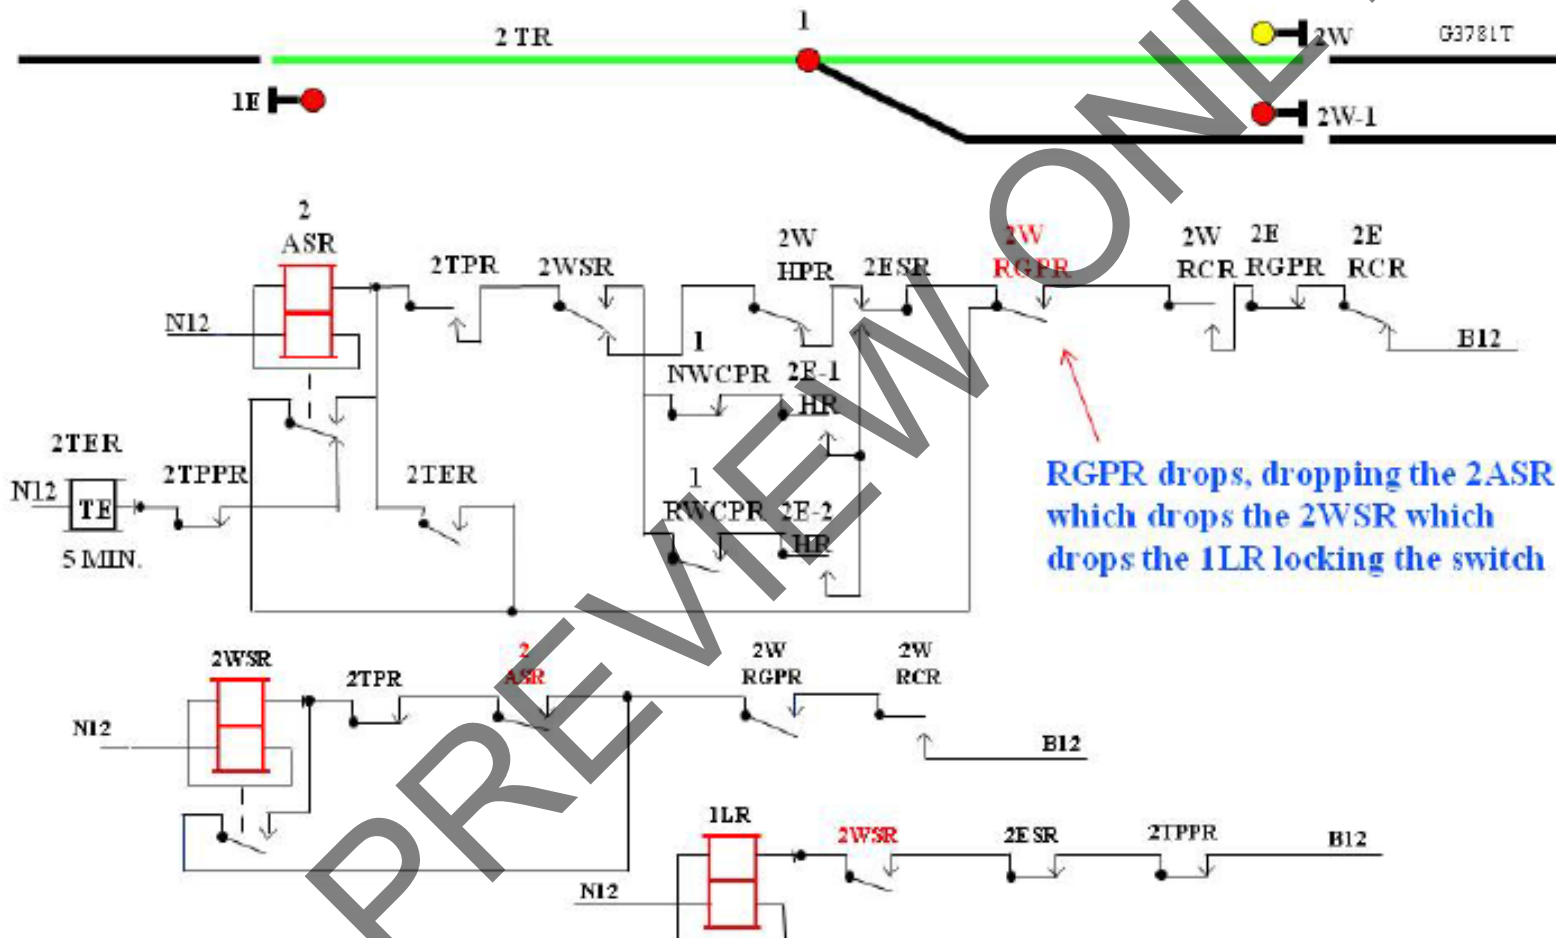 1
2 TR
2W
G3781T
1E
2W-1
2
ASR
2TPR
2WSR
2W
HPR
2ESR
2W
RGPR
2W
RCR
2E
RGPR
2E
RCR
N12
B12
1
NWCPR
2E-1
HR
2TER
2TPPR
2TER
1
RWCPR
2E-2
HR
N12
TE
5 MIN.
RGPR drops, dropping the 2ASR
which drops the 2WSR which
drops the 1LR locking the switch
2WSR
2TPR
2
ASR
2W
RGPR
2W
RCR
N12
B12
1LR
2WSR
2ESR
2TPPR
B12
N12
PREVIEW ONL